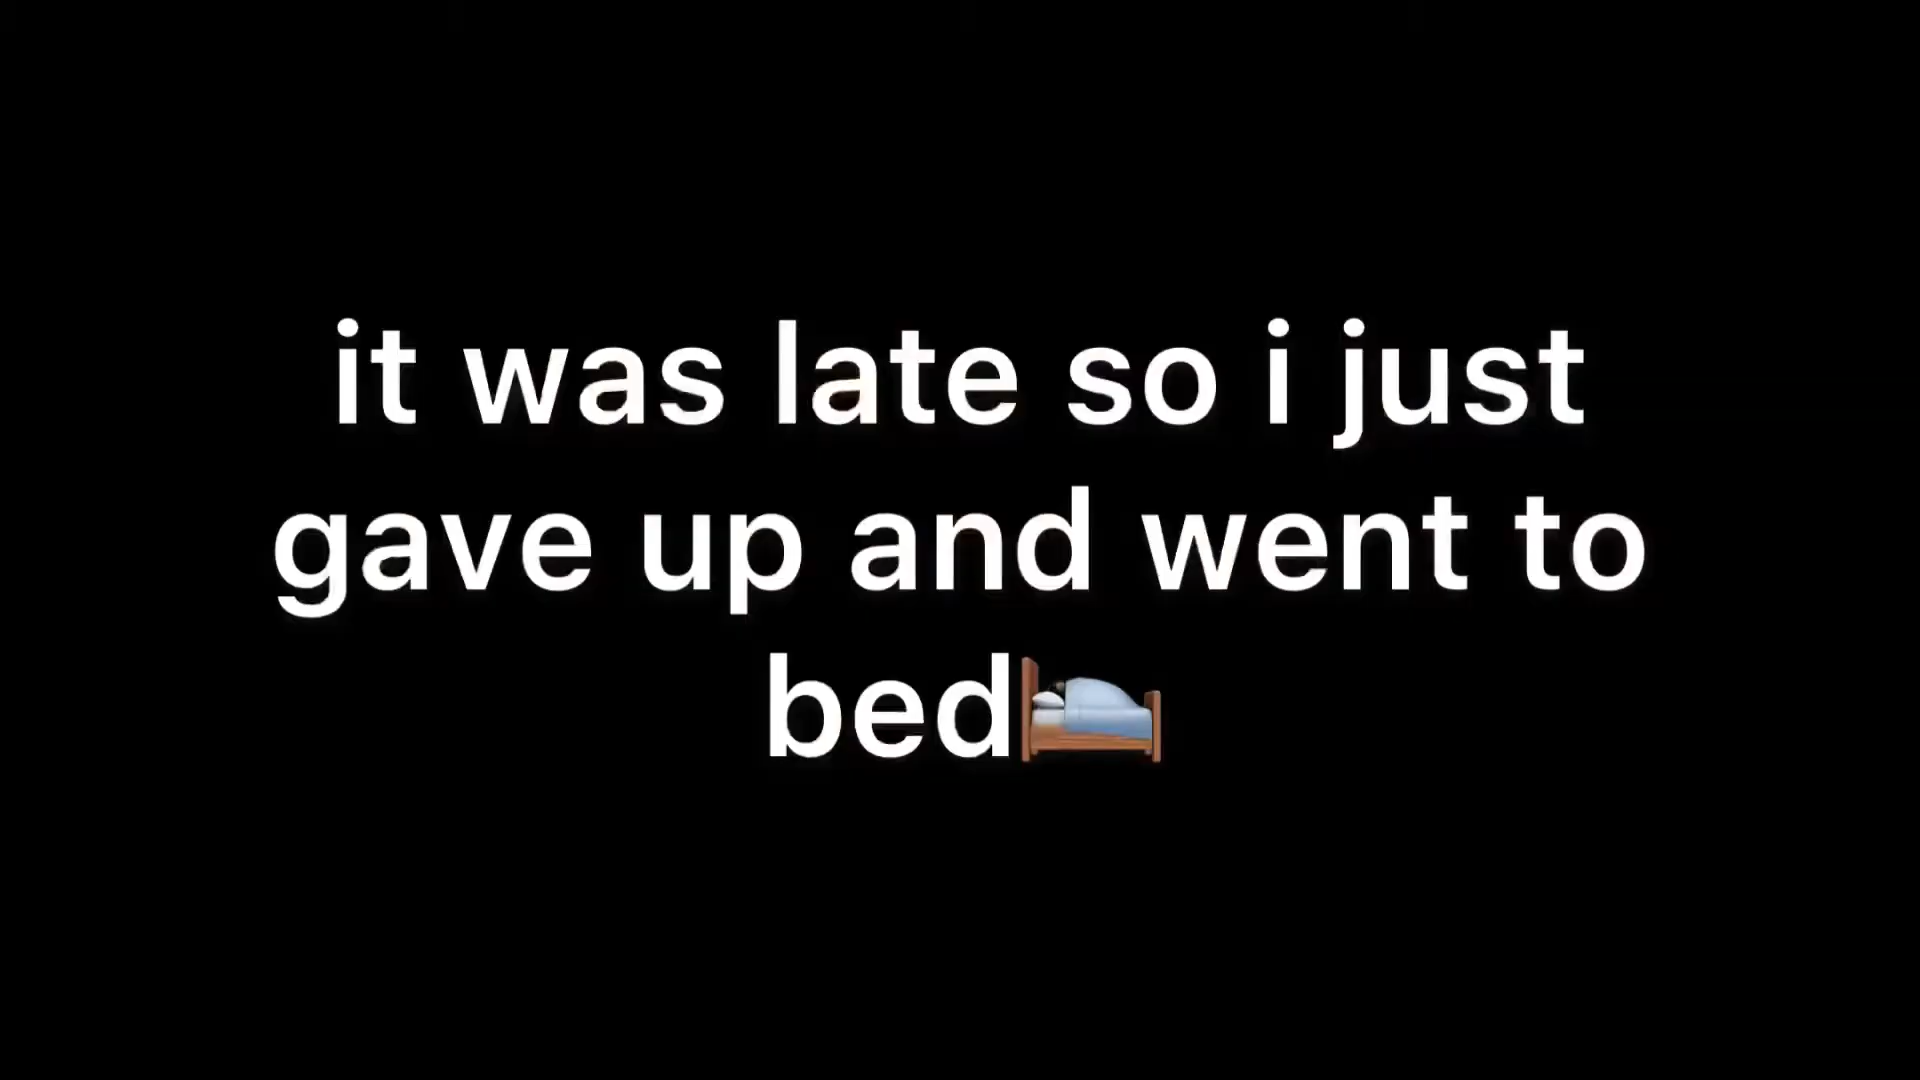 it was late so i just
gave up and went to
bed🛌